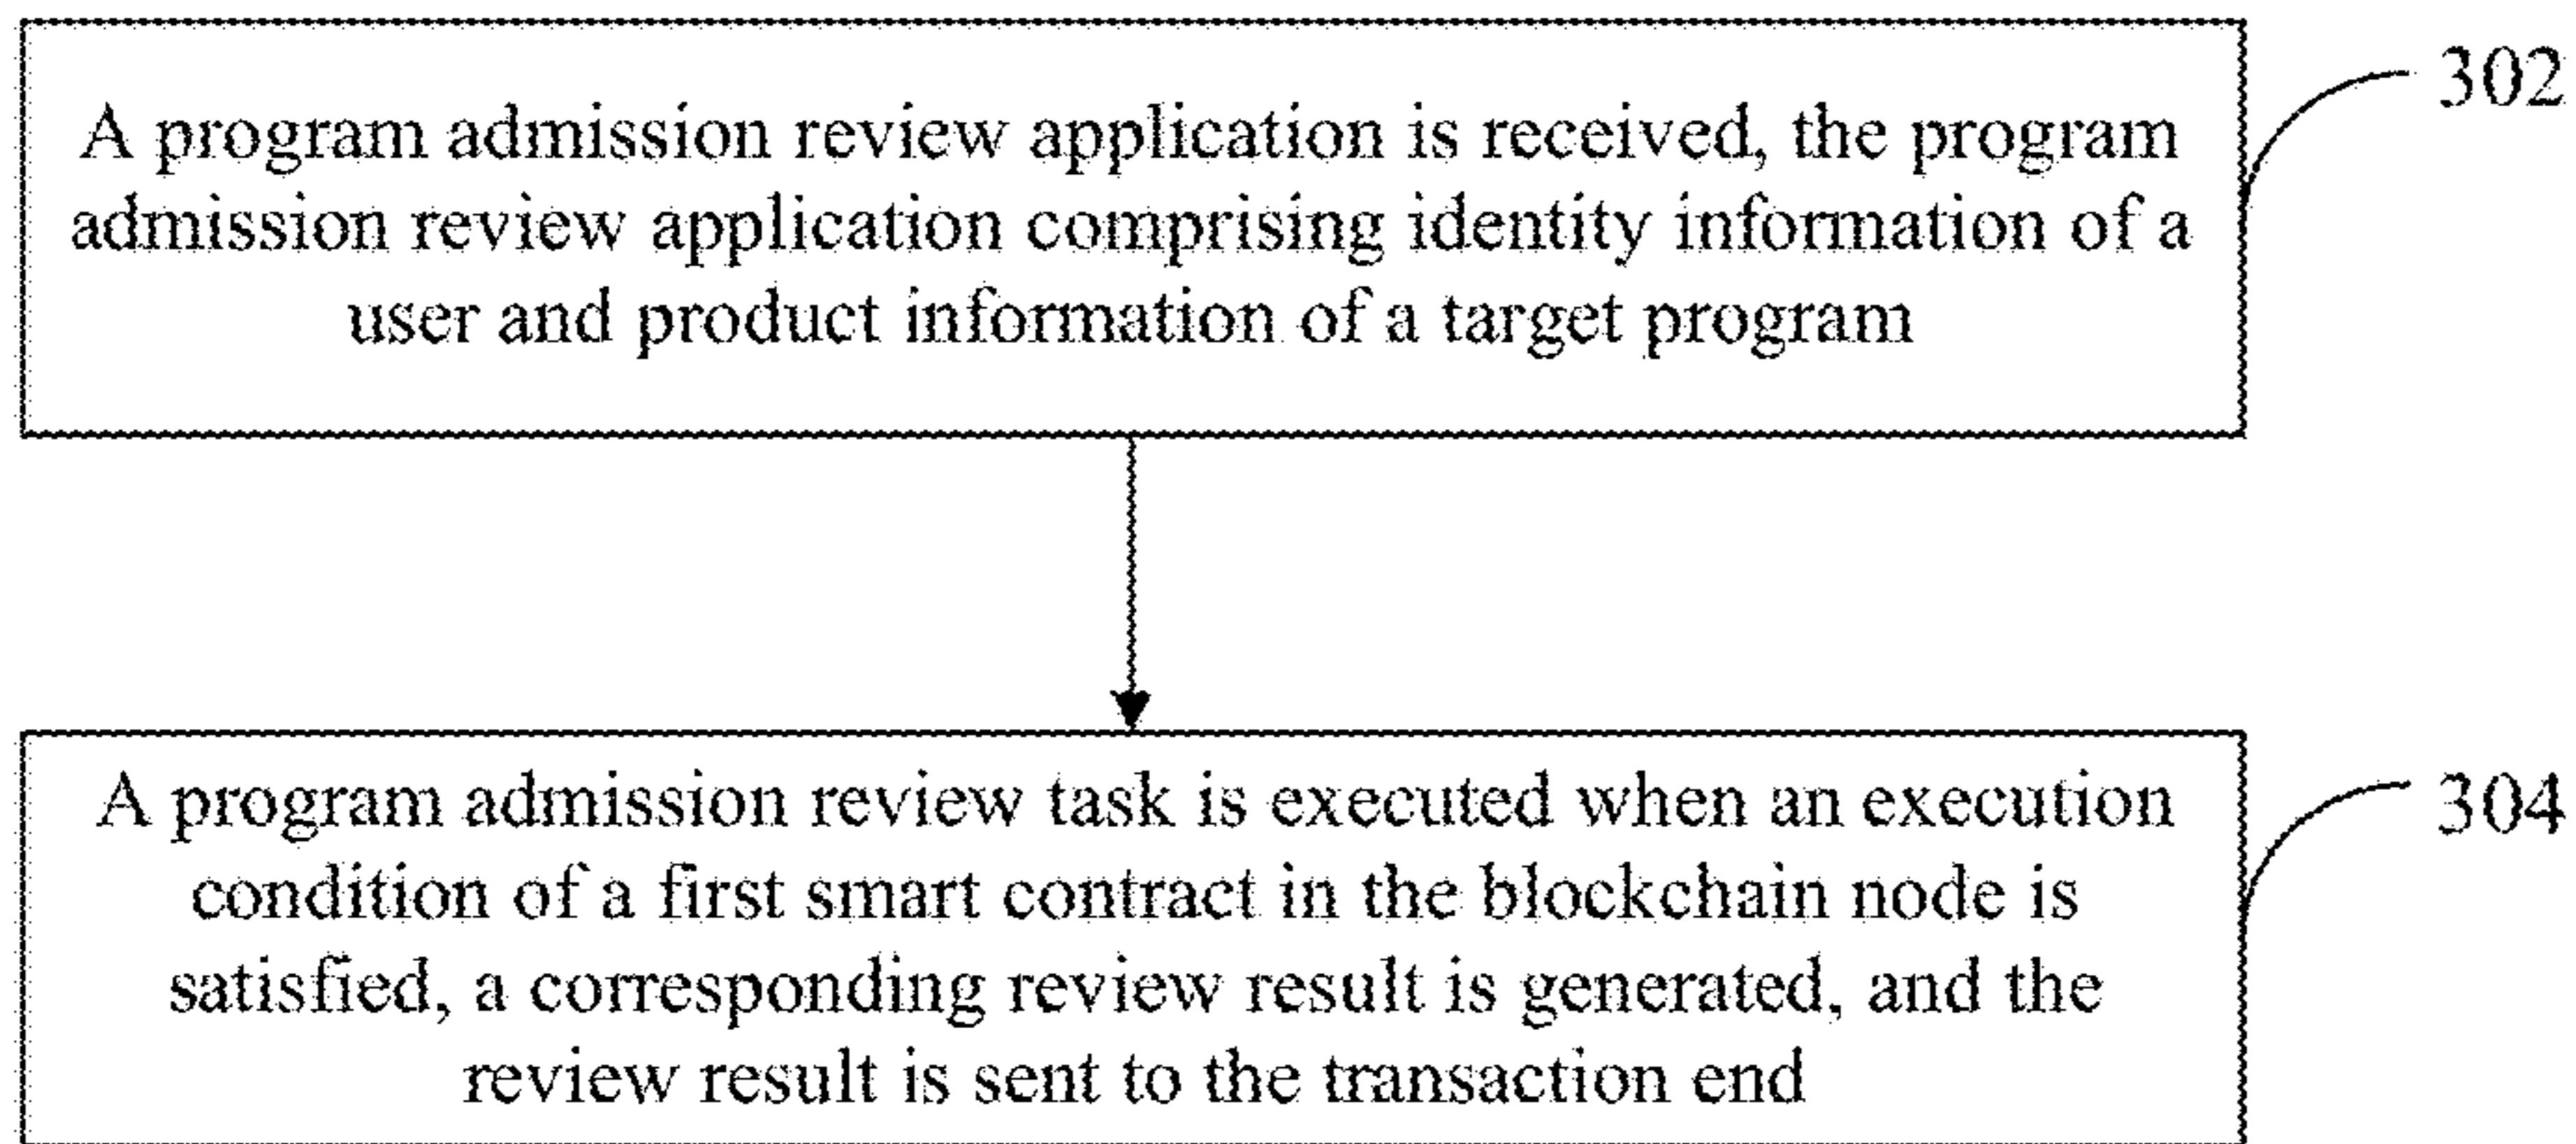 A program admission review application is received, the program
admission review application comprising identity information of a
user and product information of a target program
302
A program admission review task is executed when an execution
condition of a first smart contract in the blockchain node is
satisfied, a corresponding review result is generated, and the
review result is sent to the transaction end
304